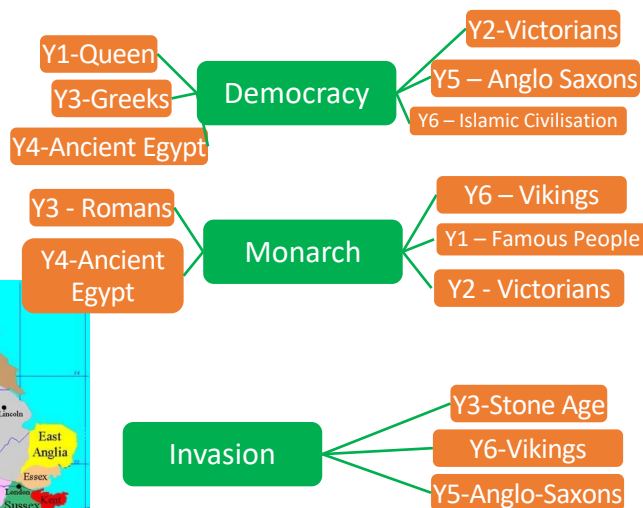 Y1-Queen
Y3-Greeks
Y4-Ancient Egypt
Democracy
Y2-Victorians
Y5 – Anglo Saxons
Y6 – Islamic Civilisation
Y3 - Romans
Y4-Ancient
Egypt
Monarch
Y6 – Vikings
Y1 – Famous People
Y2 - Victorians
Invasion
Y3-Stone Age
Y6-Vikings
Y5-Anglo-Saxons
Lincoln
East
Anglia
Essex
London
Kent
Sussex